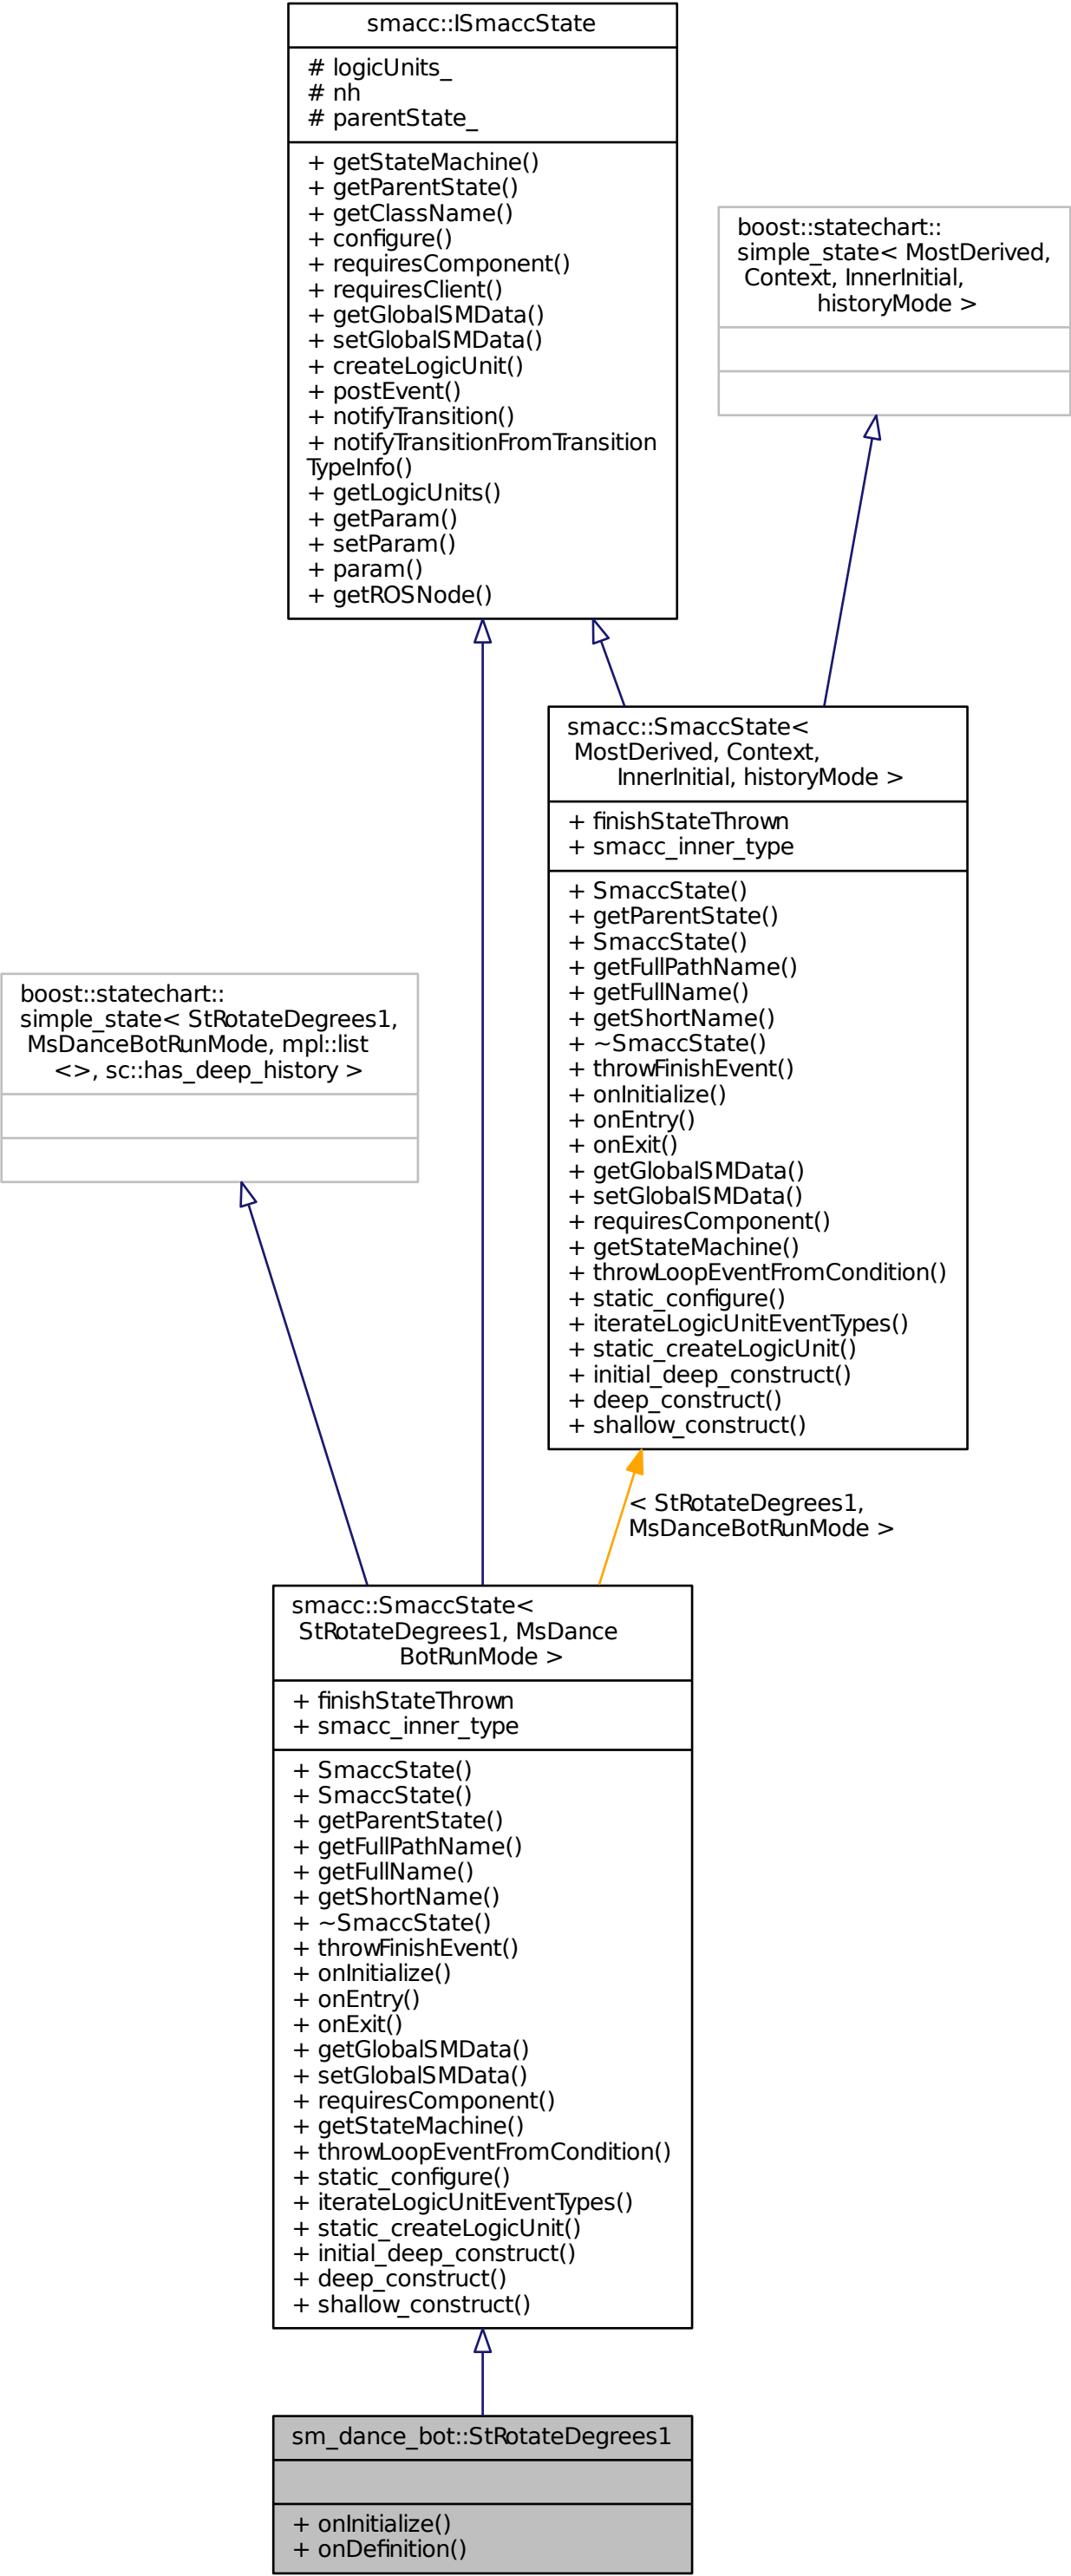 smacc::ISmaccState
# logicUnits_
# nh
# parentState_
+ getStateMachine()
+ getParentState()
+ getClassName()
+ configure()
+ requiresComponent()
+ requiresClient()
+ getGlobalSMData()
+ setGlobalSMData()
+ createLogicUnit()
+ postEvent()
+ notifyTransition()
+ notifyTransitionFromTransition
TypeInfo()
+ getLogicUnits()
+ getParam()
+ setParam()
+ param()
+ getROSNode()
boost::statechart::
simple_state< MostDerived,
Context, InnerInitial,
historyMode >
smacc::SmaccState<
MostDerived, Context,
InnerInitial, historyMode >
+ finishStateThrown
+ smacc_inner_type
+ SmaccState()
+ getParentState()
+ SmaccState()
+ getFullPathName()
+ getFullName()
+ getShortName()
+ ~SmaccState()
+ throwFinishEvent()
+ onInitialize()
+ onEntry()
+ onExit()
+ getGlobalSMData()
+ setGlobalSMData()
+ requiresComponent()
+ getStateMachine()
+ throwLoopEventFromCondition()
+ static_configure()
+ iterateLogicUnitEventTypes()
+ static_createLogicUnit()
+ initial_deep_construct()
+ deep_construct()
+ shallow_construct()
boost::statechart::
simple_state< StRotateDegrees1,
MsDanceBotRunMode, mpl::list
<>, sc::has_deep_history >
< StRotateDegrees1,
MsDanceBotRunMode >
smacc::SmaccState<
StRotateDegrees1, MsDance
BotRunMode >
+ finishStateThrown
+ smacc_inner_type
+ SmaccState()
+ SmaccState()
+ getParentState()
+ getFullPathName()
+ getFullName()
+ getShortName()
+ ~SmaccState()
+ throwFinishEvent()
+ onInitialize()
+ onEntry()
+ onExit()
+ getGlobalSMData()
+ setGlobalSMData()
+ requiresComponent()
+ getStateMachine()
+ throwLoopEventFromCondition()
+ static_configure()
+ iterateLogicUnitEventTypes()
+ static_createLogicUnit()
+ initial_deep_construct()
+ deep_construct()
+ shallow_construct()
sm_dance_bot::StRotateDegrees1
+ onInitialize()
+ onDefinition()